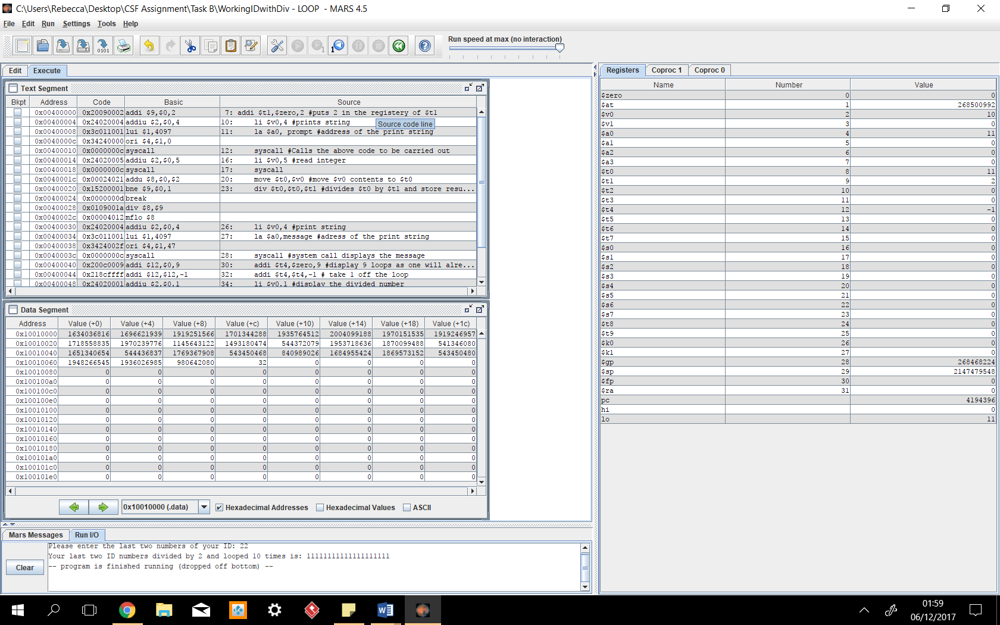 C:\Users\Rebecca\Desktop\CSF Assignment\Task B\WorkingIDwithDiv - LOOP - MARS 4.5
File Edit Run Settings Tools Help
Run speed at max (no interaction)
Edit Execute
Text Segment
Bkpt Address Code Basic Source
0x00400000 0x20090002 addi $9,$0,2 7: addi $t1,$zero,2 #puts 2 in the registery of $t1
0x00400004 0x24020004 addiu $2,$0,4 10: li $v0,4 #prints string
Source code line
0x00400008 0x3c011001 lui $1,4097 11: la $a0, prompt #address of the print string
0x0040000c 0x34240000 ori $4,$1,0
0x00400010 0x0000000c syscall 12: syscall #Calls the above code to be carried out
0x00400014 0x24020005 addiu $2,$0,5 16: li $v0,5 #read integer
0x00400018 0x0000000c syscall 17: syscall
0x0040001c 0x00024021 addu $8,$0,$2 20: move $t0,$v0 #move $v0 contents to $t0
0x00400020 0x15200001 bne $9,$0,1 23: div $t0,$t0,$t1 #divides $t0 by $t1 and store resu...
0x00400024 0x0000000d break
0x00400028 0x0109001a div $8,$9
0x0040002c 0x00004012 mflo $8
0x00400030 0x24020004 addiu $2,$0,4 26: li $v0,4 #print string
0x00400034 0x3c011001 lui $1,4097 27: la $a0,message #adress of the print string
0x00400038 0x3424002f ori $4,$1,47
0x0040003c 0x0000000c syscall 28: syscall #system call displays the message
0x00400040 0x200c0009 addi $12,$0,9 30: addi $t4,$zero,9 #display 9 loops as one will alre...
0x00400044 0x218cffff addi $12,$12,-1 32: addi $t4,$t4,-1 # take 1 off the loop
0x00400048 0x24020001 addiu $2,$0,1 34: li $v0,1 #display the divided number
Data Segment
Address Value (+0) Value (+4) Value (+8) Value (+c) Value (+10) Value (+14) Value (+18) Value (+1c)
0x10010000 1634036816 1696621939 1919251566 1701344288 1935764512 2004099188 1970151535 1919246957
0x10010020 1718558835 1970239776 1145643122 1493180474 544372079 1953718636 1870099488 541346080
0x10010040 1651340654 544436837 1769367908 543450468 840989026 1684955424 1869573152 543450480
0x10010060 1948266545 1936026985 980642080 32 0 0 0 0
0x10010080 0 0 0 0 0 0 0 0
0x100100a0 0 0 0 0 0 0 0 0
0x100100c0 0 0 0 0 0 0 0 0
0x100100e0 0 0 0 0 0 0 0 0
0x10010100 0 0 0 0 0 0 0 0
0x10010120 0 0 0 0 0 0 0 0
0x10010140 0 0 0 0 0 0 0 0
0x10010160 0 0 0 0 0 0 0 0
0x10010180 0 0 0 0 0 0 0 0
0x100101a0 0 0 0 0 0 0 0 0
0x100101c0 0 0 0 0 0 0 0 0
0x100101e0 0 0 0 0 0 0 0 0
0x10010000 (.data) Hexadecimal Addresses Hexadecimal Values ASCII
Mars Messages Run I/O
Clear
Please enter the last two numbers of your ID: 22
Your last two ID numbers divided by 2 and looped 10 times is: 11111111111111111111
-- program is finished running (dropped off bottom) --
Registers Coproc 1 Coproc 0
Name Number Value
$zero 0 0
$at 1 268500992
$v0 2 10
$v1 3 0
$a0 4 11
$a1 5 0
$a2 6 0
$a3 7 0
$t0 8 11
$t1 9 2
$t2 10 0
$t3 11 0
$t4 12 -1
$t5 13 0
$t6 14 0
$t7 15 0
$s0 16 0
$s1 17 0
$s2 18 0
$s3 19 0
$s4 20 0
$s5 21 0
$s6 22 0
$s7 23 0
$t8 24 0
$t9 25 0
$k0 26 0
$k1 27 0
$gp 28 268468224
$sp 29 2147479548
$fp 30 0
$ra 31 0
pc 4194396
hi 0
lo 11
01:59
06/12/2017